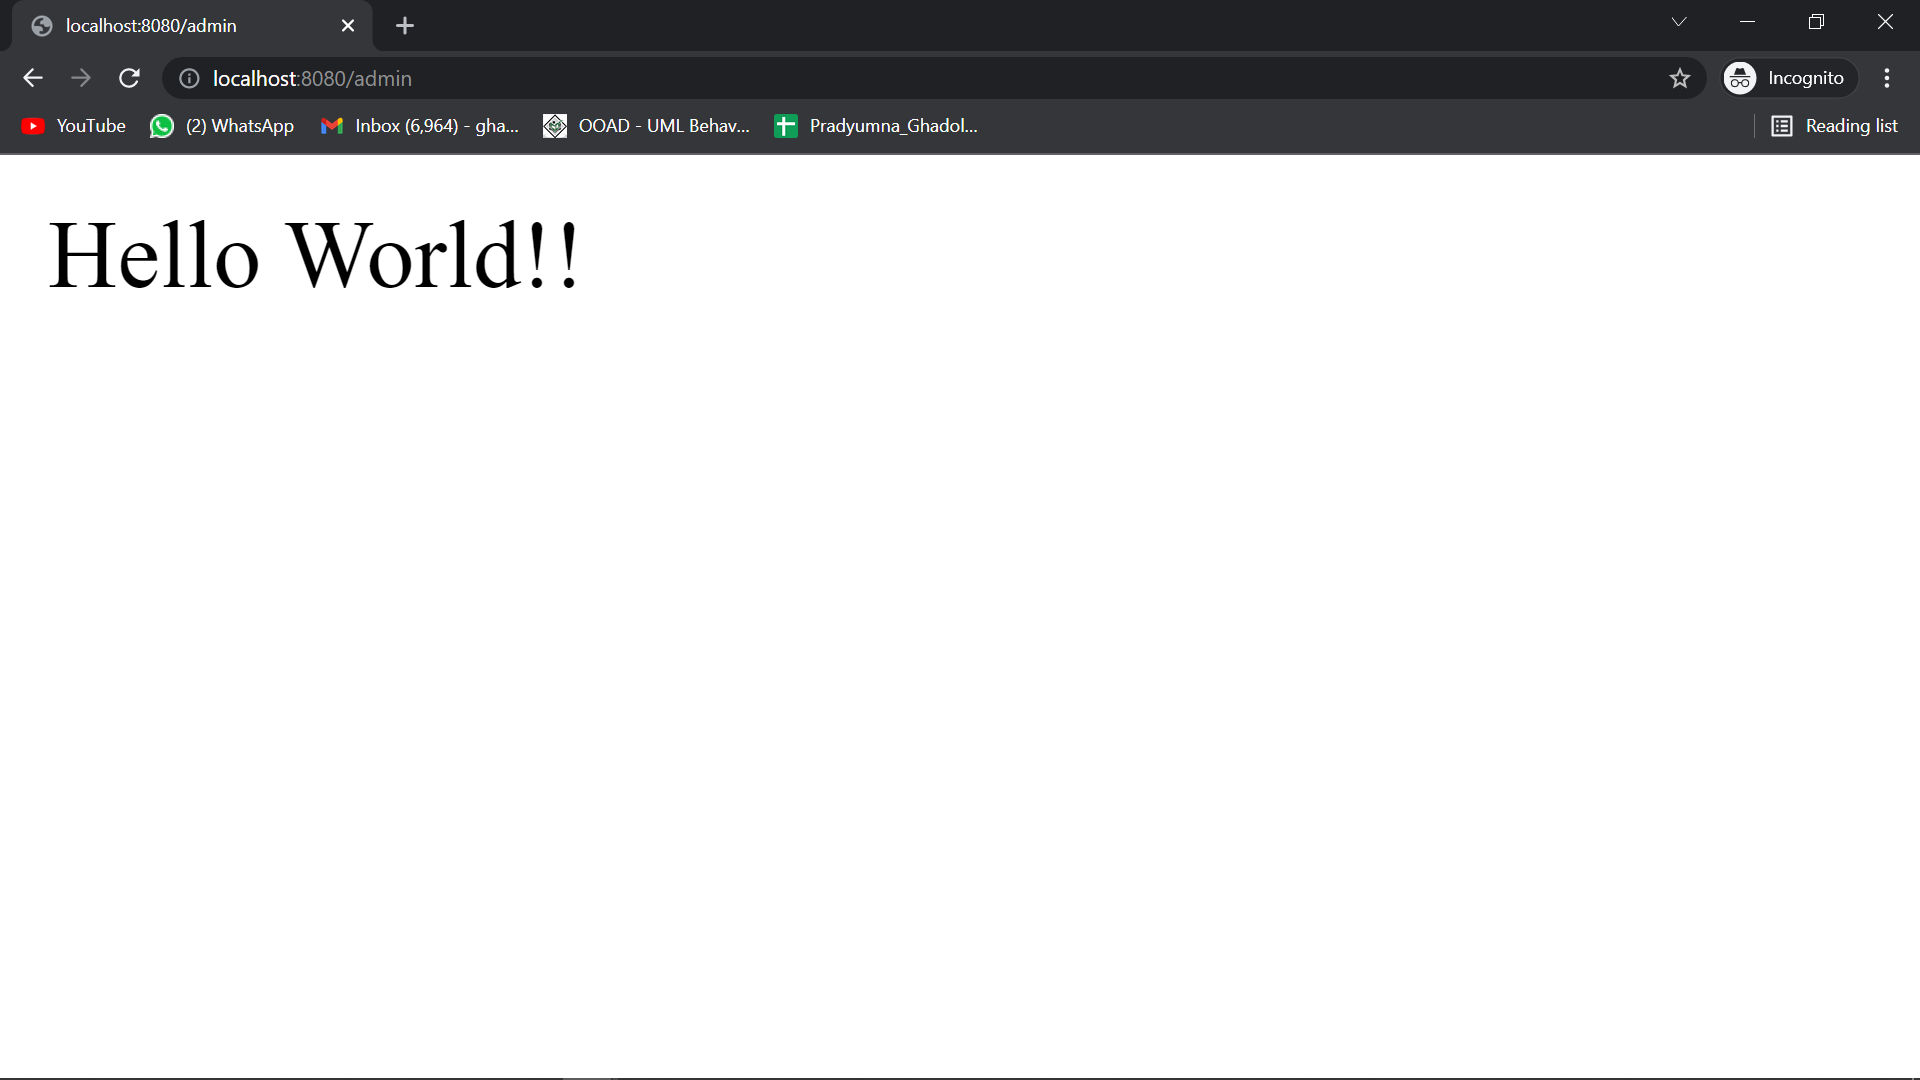 localhost:8080/admin
localhost:8080/admin
Incognito
YouTube
(2) WhatsApp
Inbox (6,964) - gha...
OOAD - UML Behav...
Pradyumna_Ghadol...
Reading list
Hello World!!